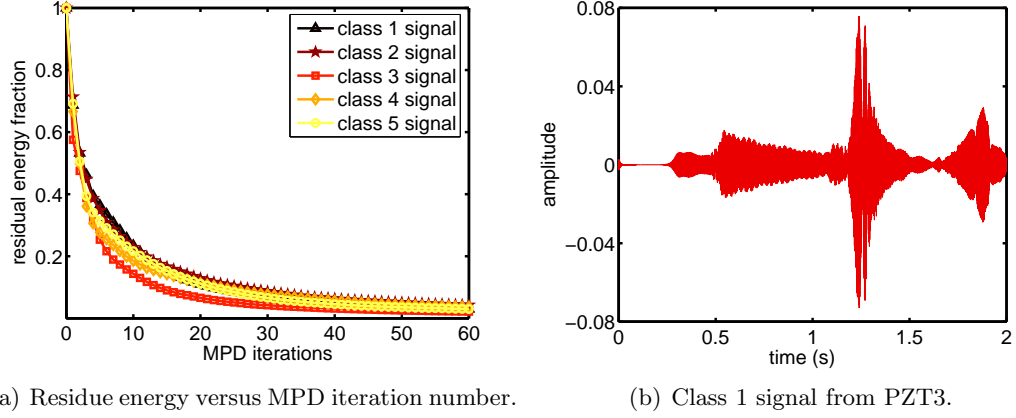 1
0.8
0.6
0.4
0.2
0
10
20
30
40
50
60
residual energy fraction
MPD iterations
class 1 signal
class 2 signal
class 3 signal
class 4 signal
class 5 signal
a) Residue energy versus MPD iteration number.
0.08
0.04
0
−0.04
−0.08
0
0.5
1
1.5
2
amplitude
time (s)
(b) Class 1 signal from PZT3.